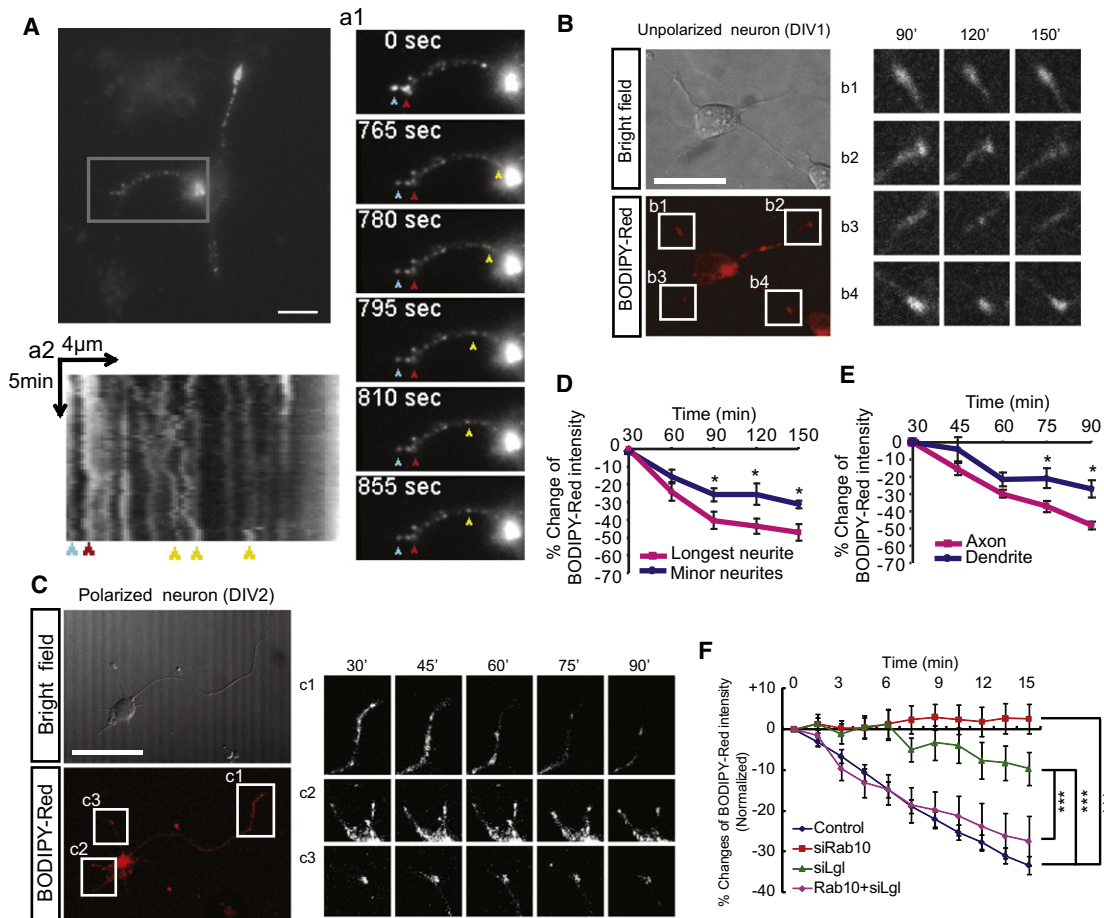 A
a1
0 sec
765 sec
780 sec
795 sec
810 sec
855 sec
a2
4µm
5min
B
Unpolarized neuron (DIV1)
90' 120' 150'
Bright field
BODIPY-Red
b1
b2
b3
b4
b1
b2
b3
b4
C
Polarized neuron (DIV2)
Bright field
BODIPY-Red
c1
c2
c3
30' 45' 60' 75' 90'
c1
c2
c3
D
Time (min)
30 60 90 120 150
% Change of
BODIPY-Red intensity
0
-10
-20
-30
-40
-50
-60
-70
* * *
Longest neurite
Minor neurites
E
Time (min)
30 45 60 75 90
% Change of
BODIPY-Red intensity
0
-10
-20
-30
-40
-50
-60
-70
* *
Axon
Dendrite
F
Time (min)
0 3 6 9 12 15
% Changes of BODIPY-Red intensity
(Normalized)
+10
0
-10
-20
-30
-40
Control
siRab10
siLgl
Rab10+siLgl
***
***